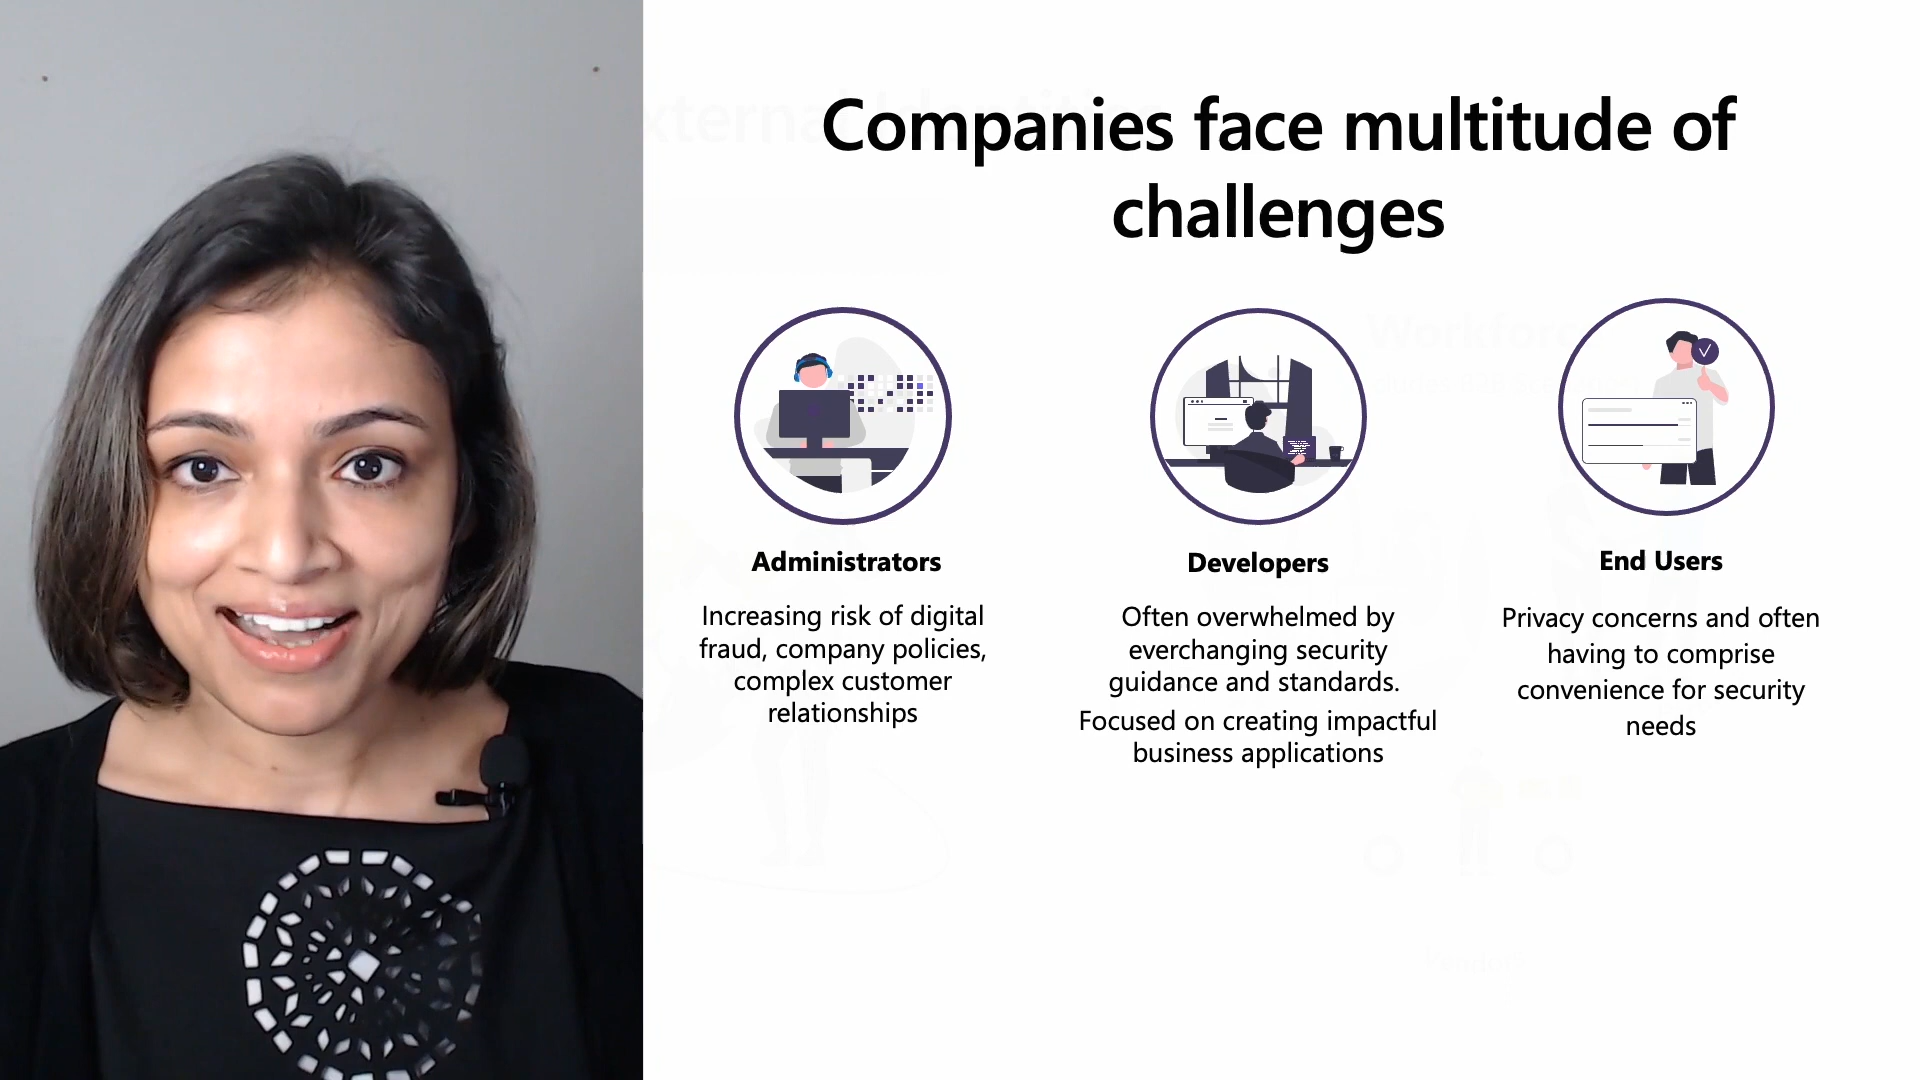 Companies face multitude of
challenges
Administrators
Increasing risk of digital
fraud, company policies,
complex customer
relationships
Developers
Often overwhelmed by
everchanging security
guidance and standards.
Focused on creating impactful
business applications
End Users
Privacy concerns and often
having to comprise
convenience for security
needs